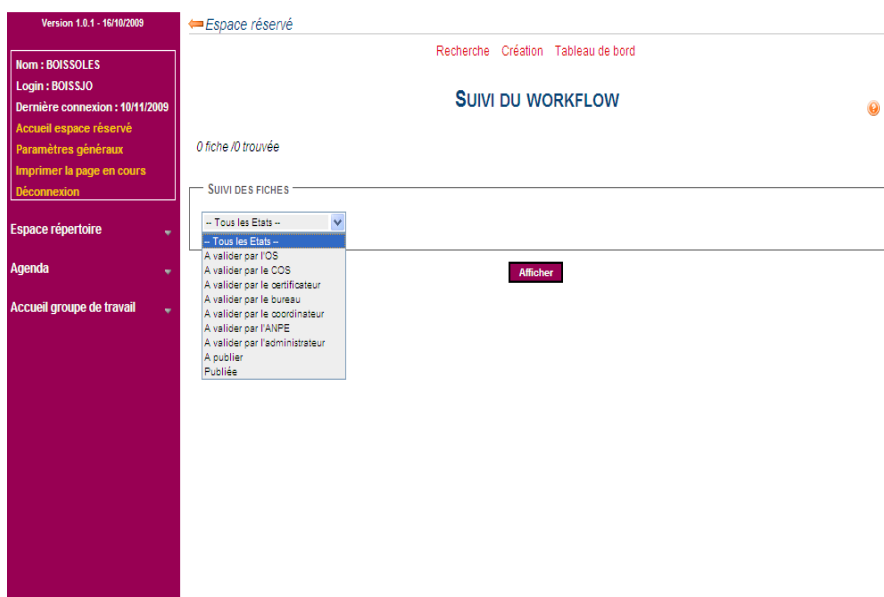 Version 1.0.1 - 16/10/2009
Nom : BOISSOLES
Login : BOISSJO
Dernière connexion : 10/11/2009
Accueil espace réservé
Paramètres généraux
Imprimer la page en cours
Déconnexion
Espace répertoire
Agenda
Accueil groupe de travail
Espace réservé
Recherche Création Tableau de bord
SUIVI DU WORKFLOW
0 fiche /0 trouvée
SUIVI DES FICHES
-- Tous les Etats --
-- Tous les Etats --
A valider par l'OS
A valider par le COS
A valider par le certificateur
A valider par le bureau
A valider par le coordinateur
A valider par l'ANPE
A valider par l'administrateur
A publier
Publiée
Afficher